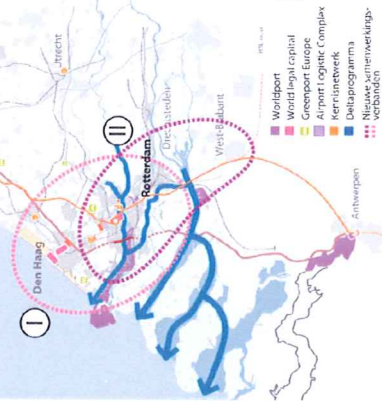 Utrecht
Den Haag
I
II
Rotterdam
Drechtsteden
West-Brabant
Antwerpen
Worldport
World legal capital
Greenport Europe
Airport Logistic Complex
Kennisnetwerk
Deltaprogramma
Nieuwe samenwerkings-
verbanden